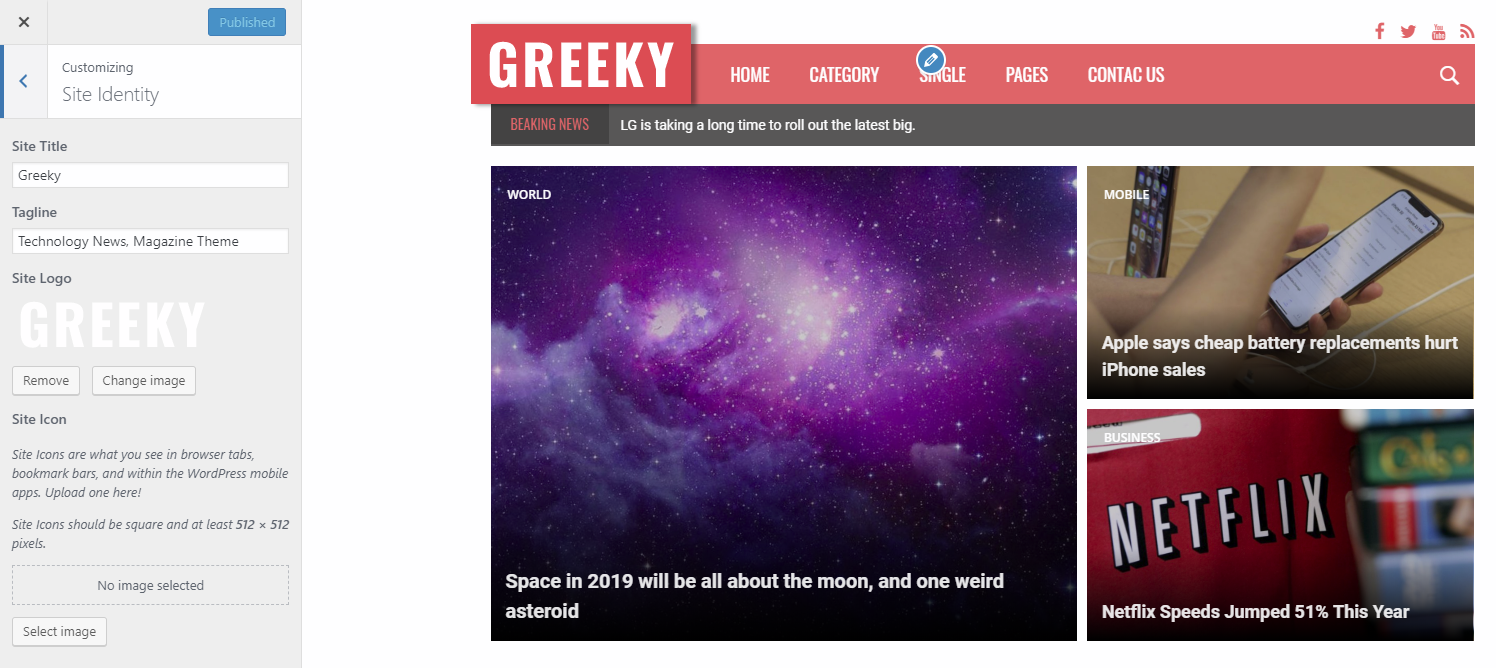 Published
Customizing
Site Identity
Site Title
Greeky
Tagline
Technology News, Magazine Theme
Site Logo
GREEKY
Remove
Change image
Site Icon
Site Icons are what you see in browser tabs,
bookmark bars, and within the WordPress mobile
apps. Upload one here!
Site Icons should be square and at least 512 × 512
pixels.
No image selected
Select image
GREEKY
HOME CATEGORY SINGLE PAGES CONTAC US
You Tube
BEAKING NEWS LG is taking a long time to roll out the latest big.
WORLD
Space in 2019 will be all about the moon, and one weird
asteroid
MOBILE
Apple says cheap battery replacements hurt
iPhone sales
BUSINESS
NETFLIX
Netflix Speeds Jumped 51% This Year